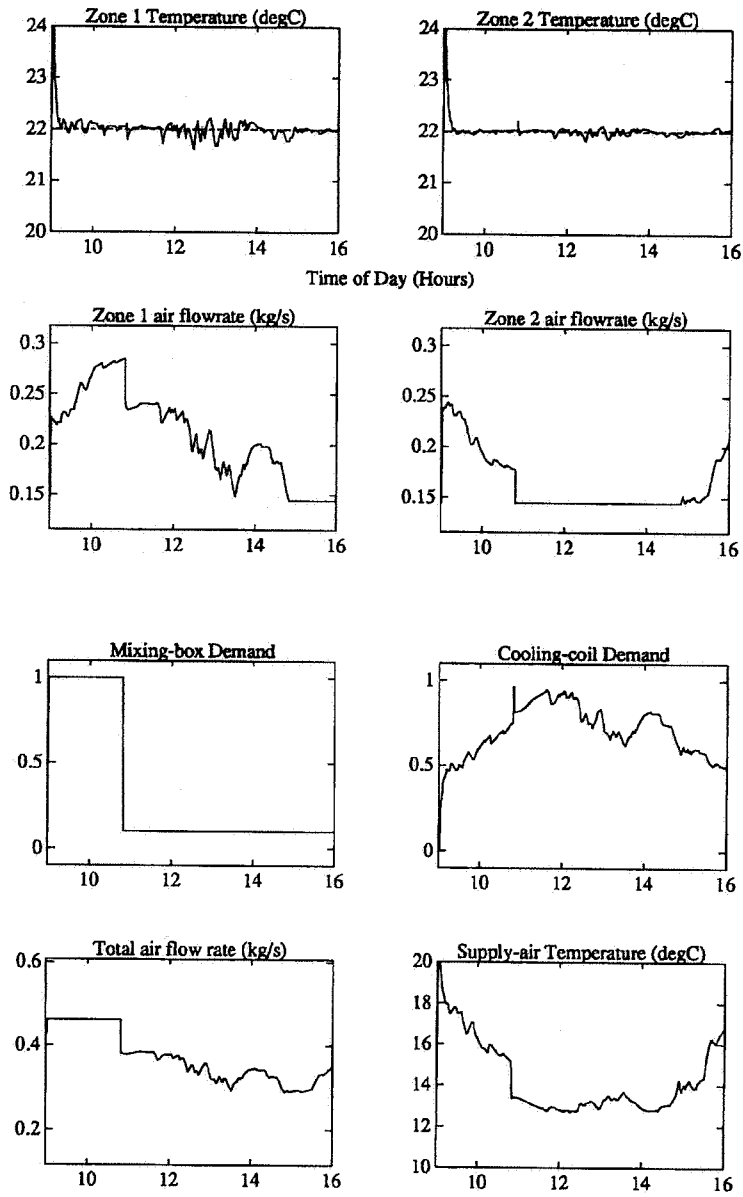 Zone 1 Temperature (degC)
24
23
22
21
20
10 12 14 16
Zone 2 Temperature (degC)
24
23
22
21
20
10 12 14 16
Time of Day (Hours)
Zone 1 air flowrate (kg/s)
0.3
0.25
0.2
0.15
10 12 14 16
Zone 2 air flowrate (kg/s)
0.3
0.25
0.2
0.15
10 12 14 16
Mixing-box Demand
1
0.5
0
10 12 14 16
Cooling-coil Demand
1
0.5
0
10 12 14 16
Total air flow rate (kg/s)
0.6
0.4
0.2
10 12 14 16
Supply-air Temperature (degC)
20
18
16
14
12
10
10 12 14 16